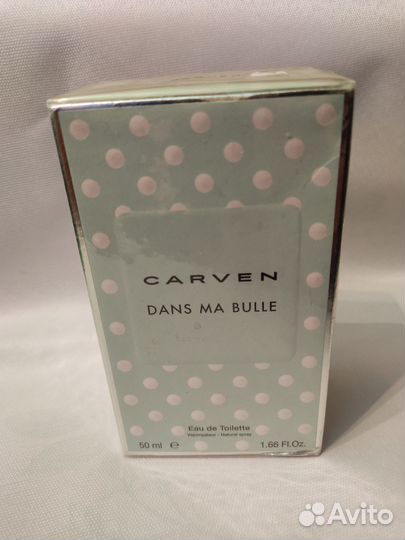 CARVEN
DANS MA BULLE
Eau de Toilette
Vaporisateur - Natural spray
50 ml e 1.66 Fl.Oz.
Avito